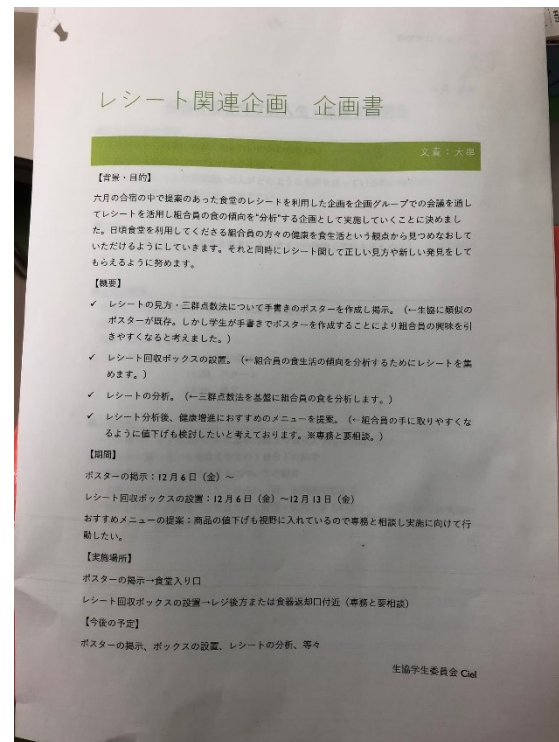 レシート関連企画　企画書
文責：大車
【背景・目的】
六月の合宿の中で提案のあった食堂のレシートを利用した企画を企画グループでの会議を通し
てレシートを活用し組合員の食の傾向を“分析”する企画として実施していくことに決めまし
た。日頃食堂を利用してくださる組合員の方々の健康を食生活という観点から見つめなおして
いただけるようにしていきます。それと同時にレシート関して正しい見方や新しい発見をして
もらえるように努めます。
【概要】
✓ レシートの見方・三群点数法について手書きのポスターを作成し掲示。（←生協に類似の
ポスターが既存。しかし学生が手書きでポスターを作成することにより組合員の興味を引
きやすくなると考えました。）
✓ レシート回収ボックスの設置。（←組合員の食生活の傾向を分析するためにレシートを集
めます。）
✓ レシートの分析。（←三群点数法を基盤に組合員の食を分析します。）
✓ レシート分析後、健康増進におすすめのメニューを提案。（←組合員の手に取りやすくな
るように値下げも検討したいと考えております。※専務と要相談。）
【期間】
ポスターの掲示：12月6日（金）～
レシート回収ボックスの設置：12月6日（金）～12月13日（金）
おすすめメニューの提案：商品の値下げも視野に入れているので専務と相談し実施に向けて行
動したい。
【実施場所】
ポスターの掲示→食堂入り口
レシート回収ボックスの設置→レジ後方または食器返却口付近（専務と要相談）
【今後の予定】
ポスターの掲示、ボックスの設置、レシートの分析、等々
生協学生委員会 Ciel